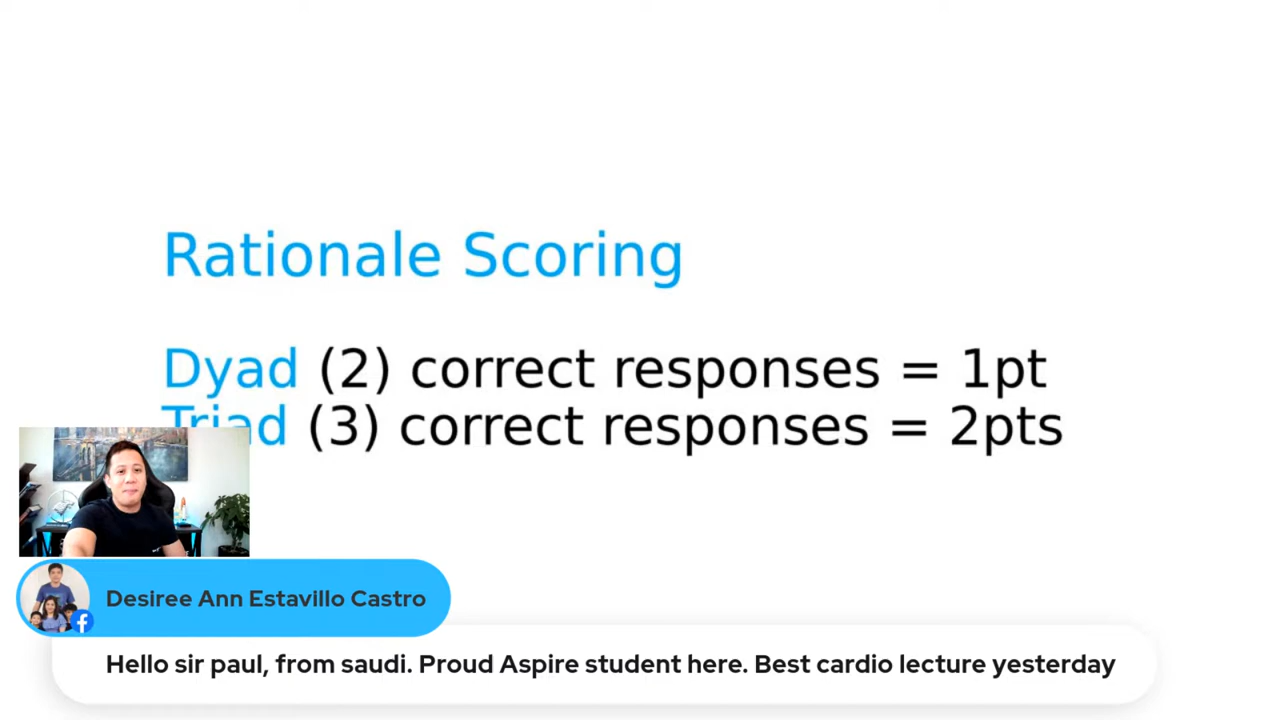 Rationale Scoring
Dyad (2) correct responses = 1pt
Triad (3) correct responses = 2pts
Desiree Ann Estavillo Castro
Hello sir paul, from saudi. Proud Aspire student here. Best cardio lecture yesterday